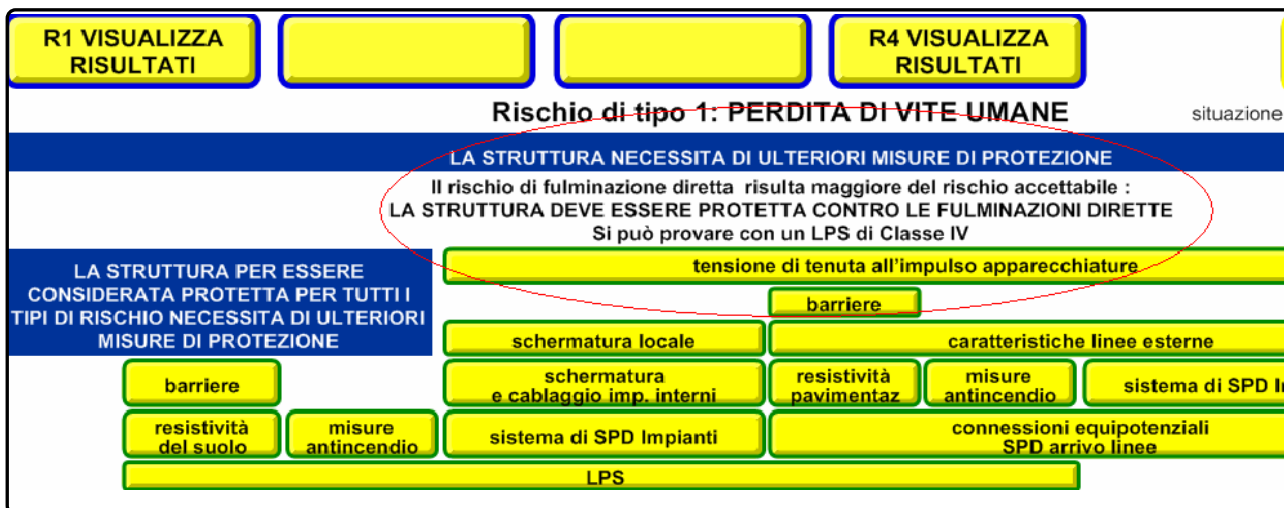 R1 VISUALIZZA
RISULTATI
R4 VISUALIZZA
RISULTATI
Rischio di tipo 1: PERDITA DI VITE UMANE
situazione
LA STRUTTURA NECESSITA DI ULTERIORI MISURE DI PROTEZIONE
Il rischio di fulminazione diretta risulta maggiore del rischio accettabile :
LA STRUTTURA DEVE ESSERE PROTETTA CONTRO LE FULMINAZIONI DIRETTE
Si può provare con un LPS di Classe IV
LA STRUTTURA PER ESSERE
CONSIDERATA PROTETTA PER TUTTI I
TIPI DI RISCHIO NECESSITA DI ULTERIORI
MISURE DI PROTEZIONE
tensione di tenuta all'impulso apparecchiature
barriere
schermatura locale
caratteristiche linee esterne
barriere
schermatura
e cablaggio imp. interni
resistività
pavimentaz
misure
antincendio
sistema di SPD
resistività
del suolo
misure
antincendio
sistema di SPD Impianti
connessioni equipotenziali
SPD arrivo linee
LPS